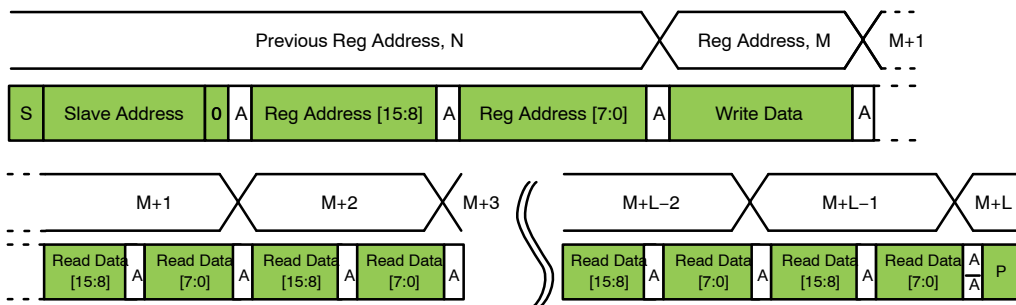 Previous Reg Address, N Reg Address, M M+1
S Slave Address 0 A Reg Address [15:8] A Reg Address [7:0] A Write Data A
M+1 M+2 M+3 M+L−2 M+L−1 M+L
Read Data Read Data Read Data Read Data Read Data Read Data Read Data Read Data A
[15:8] A [7:0] A [15:8] A [7:0] A [15:8] A [7:0] A [15:8] A [7:0] A P